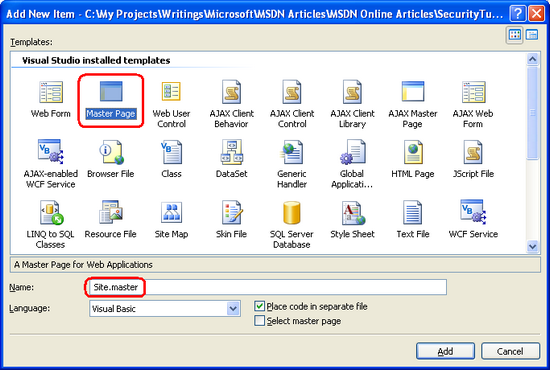 Add New Item - C:\My Projects\Writings\Microsoft\MSDN Articles\MSDN Online Articles\SecurityTu...
Templates:
Visual Studio installed templates
Web Form
Master Page
Web User Control
AJAX Client Behavior
AJAX Client Control
AJAX Client Library
AJAX Master Page
AJAX Web Form
AJAX-enabled WCF Service
Browser File
Class
DataSet
Generic Handler
Global Applicati...
HTML Page
JScript File
LINQ to SQL Classes
Resource File
Site Map
Skin File
SQL Server Database
Style Sheet
Text File
WCF Service
A Master Page for Web Applications
Name:
Site.master
Language:
Visual Basic
Place code in separate file
Select master page
Add
Cancel